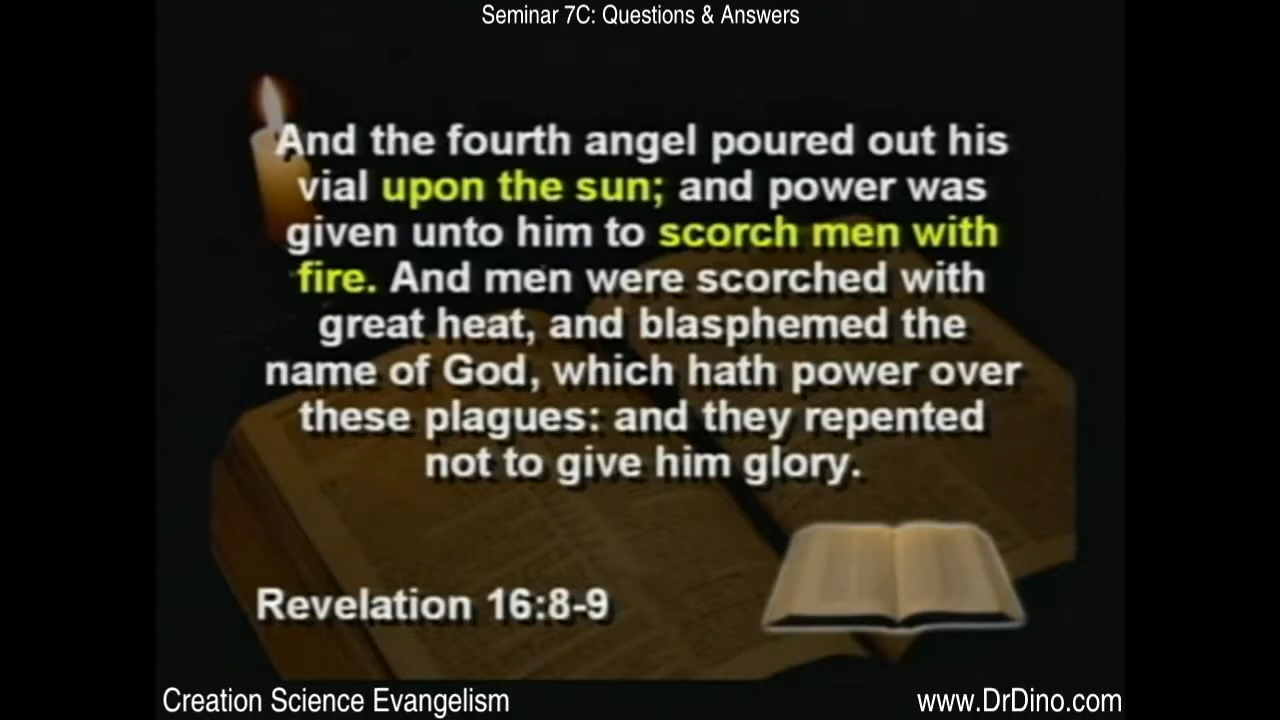 Seminar 7C: Questions & Answers
And the fourth angel poured out his
vial upon the sun; and power was
given unto him to scorch men with
fire. And men were scorched with
great heat, and blasphemed the
name of God, which hath power over
these plagues: and they repented
not to give him glory.
Revelation 16:8-9
Creation Science Evangelism
www.DrDino.com